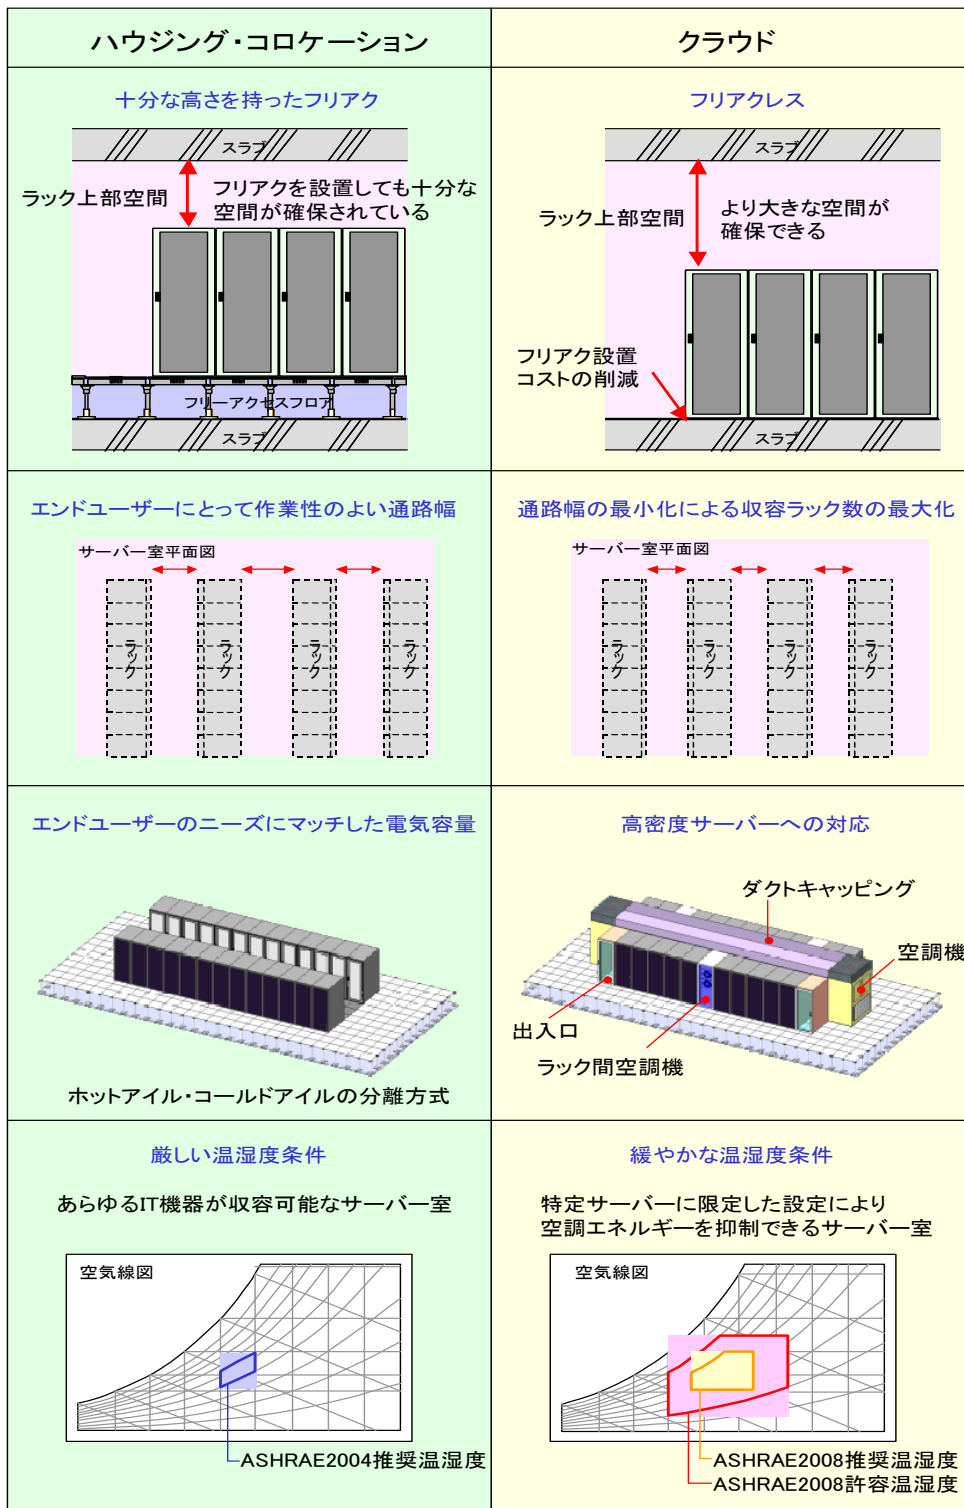 ハウジング・コロケーション
クラウド
十分な高さを持ったフリアク
スラブ
ラック上部空間
フリアクを設置しても十分な
空間が確保されている
フリーアクセスフロア
スラブ
フリアクレス
スラブ
ラック上部空間
より大きな空間が
確保できる
フリアク設置
コストの削減
スラブ
エンドユーザーにとって作業性のよい通路幅
サーバー室平面図
ラック
ラック
ラック
ラック
通路幅の最小化による収容ラック数の最大化
サーバー室平面図
ラック
ラック
ラック
ラック
エンドユーザーのニーズにマッチした電気容量
ホットアイル・コールドアイルの分離方式
高密度サーバーへの対応
ダクトキャッピング
空調機
出入口
ラック間空調機
厳しい温湿度条件
あらゆるIT機器が収容可能なサーバー室
空気線図
ASHRAE2004推奨温湿度
緩やかな温湿度条件
特定サーバーに限定した設定により
空調エネルギーを抑制できるサーバー室
空気線図
ASHRAE2008推奨温湿度
ASHRAE2008許容温湿度